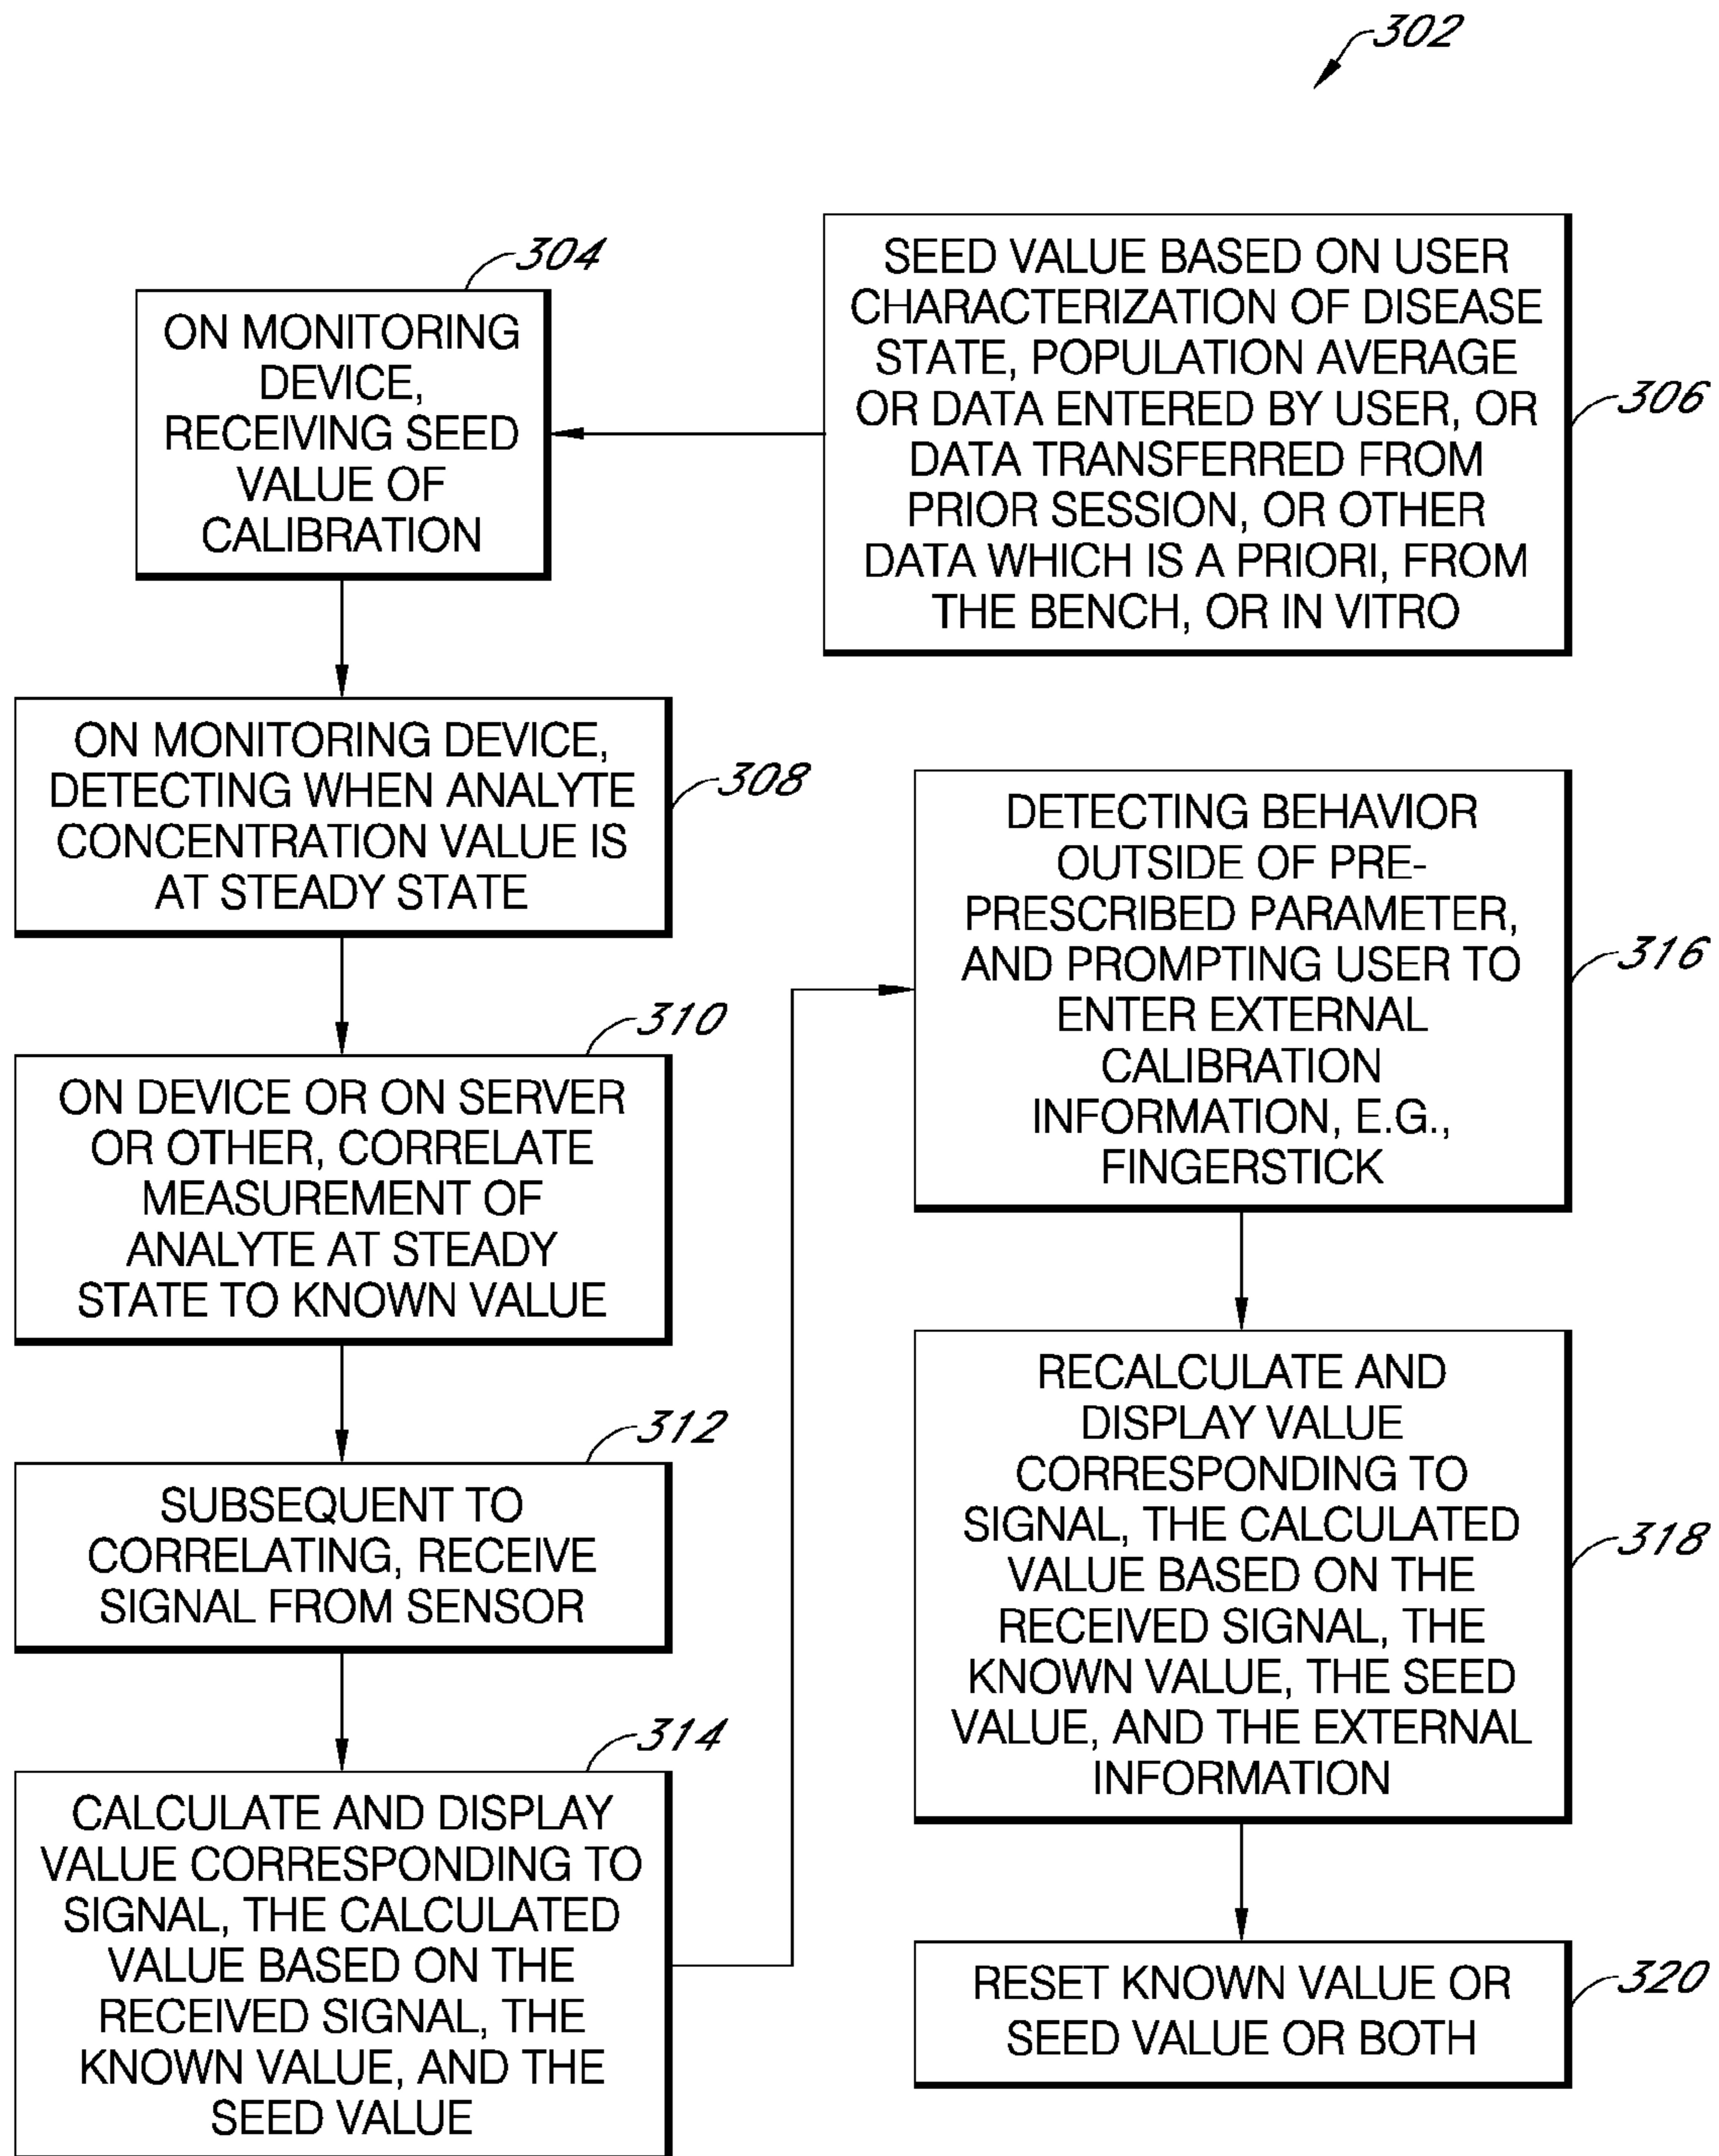 302
304
ON MONITORING
DEVICE,
RECEIVING SEED
VALUE OF
CALIBRATION
SEED VALUE BASED ON USER
CHARACTERIZATION OF DISEASE
STATE, POPULATION AVERAGE
OR DATA ENTERED BY USER, OR
DATA TRANSFERRED FROM
PRIOR SESSION, OR OTHER
DATA WHICH IS A PRIORI, FROM
THE BENCH, OR IN VITRO
306
ON MONITORING DEVICE,
DETECTING WHEN ANALYTE
CONCENTRATION VALUE IS
AT STEADY STATE
308
310
ON DEVICE OR ON SERVER
OR OTHER, CORRELATE
MEASUREMENT OF
ANALYTE AT STEADY
STATE TO KNOWN VALUE
312
SUBSEQUENT TO
CORRELATING, RECEIVE
SIGNAL FROM SENSOR
314
CALCULATE AND DISPLAY
VALUE CORRESPONDING TO
SIGNAL, THE CALCULATED
VALUE BASED ON THE
RECEIVED SIGNAL, THE
KNOWN VALUE, AND THE
SEED VALUE
DETECTING BEHAVIOR
OUTSIDE OF PRE-
PRESCRIBED PARAMETER,
AND PROMPTING USER TO
ENTER EXTERNAL
CALIBRATION
INFORMATION, E.G.,
FINGERSTICK
316
RECALCULATE AND
DISPLAY VALUE
CORRESPONDING TO
SIGNAL, THE CALCULATED
VALUE BASED ON THE
RECEIVED SIGNAL, THE
KNOWN VALUE, THE SEED
VALUE, AND THE EXTERNAL
INFORMATION
318
RESET KNOWN VALUE OR
SEED VALUE OR BOTH
320